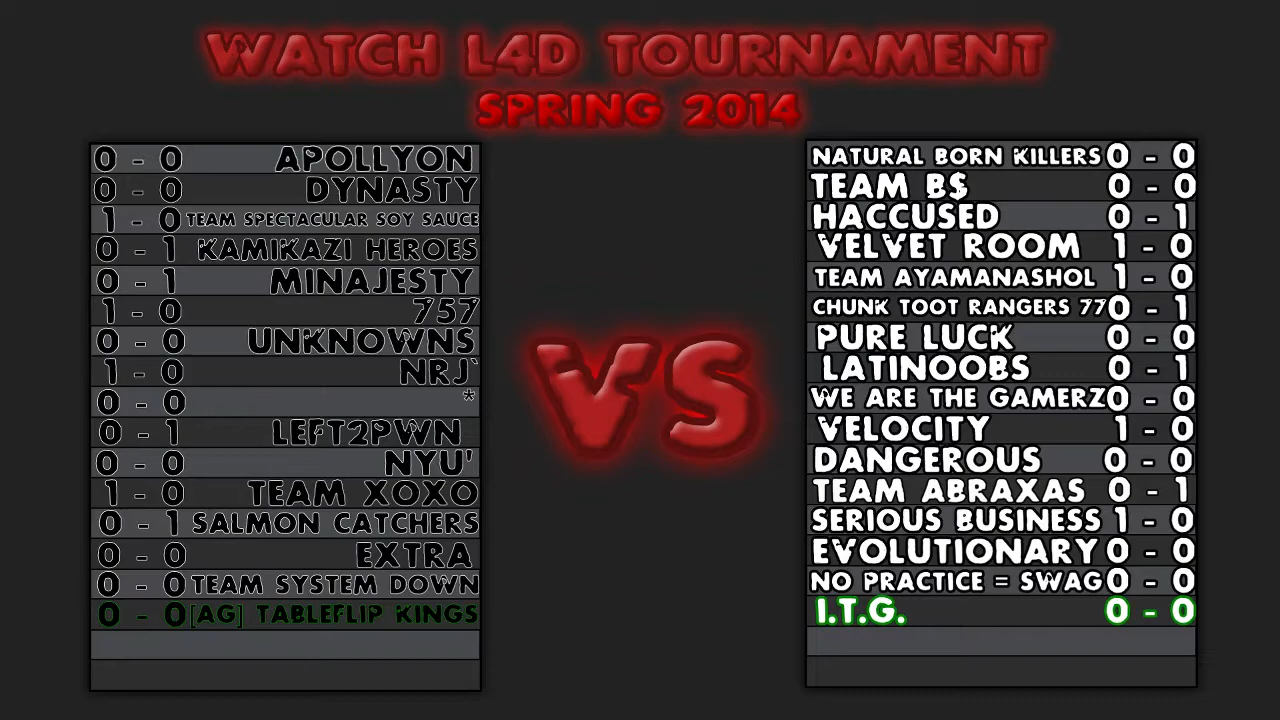 WATCH L4D TOURNAMENT
SPRING 2014
0 - 0 APOLLYON
0 - 0 DYNASTY
1 - 0 TEAM SPECTACULAR SOY SAUCE
0 - 1 KAMIKAZI HEROES
0 - 1 MINAJESTY
1 - 0 757
0 - 0 UNKNOWNS
1 - 0 NRJ`
0 - 0 *
0 - 1 LEFT2PWN
0 - 0 NYU'
1 - 0 TEAM XOXO
0 - 1 SALMON CATCHERS
0 - 0 EXTRA
0 - 0 TEAM SYSTEM DOWN
0 - 0 [AG] TABLEFLIP KINGS
VS
NATURAL BORN KILLERS 0 - 0
TEAM B$ 0 - 0
HACCUSED 0 - 1
VELVET ROOM 1 - 0
TEAM AYAMANASHOL 1 - 0
CHUNK TOOT RANGERS 77 0 - 1
PURE LUCK 0 - 0
LATINOOBS 0 - 1
WE ARE THE GAMERZ 0 - 0
VELOCITY 1 - 0
DANGEROUS 0 - 0
TEAM ABRAXAS 0 - 1
SERIOUS BUSINESS 1 - 0
EVOLUTIONARY 0 - 0
NO PRACTICE = SWAG 0 - 0
I.T.G. 0 - 0